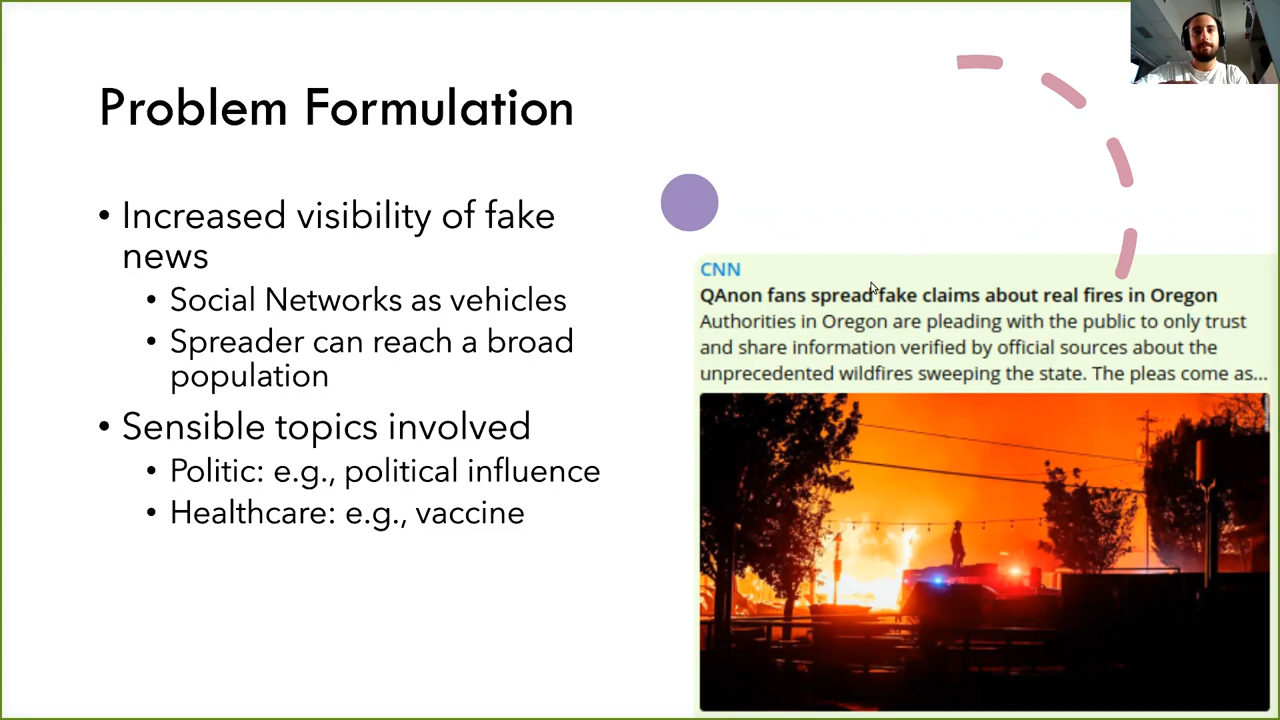 Problem Formulation
• Increased visibility of fake
news
• Social Networks as vehicles
• Spreader can reach a broad
population
• Sensible topics involved
• Politic: e.g., political influence
• Healthcare: e.g., vaccine
CNN
QAnon fans spread fake claims about real fires in Oregon
Authorities in Oregon are pleading with the public to only trust
and share information verified by official sources about the
unprecedented wildfires sweeping the state. The pleas come as...